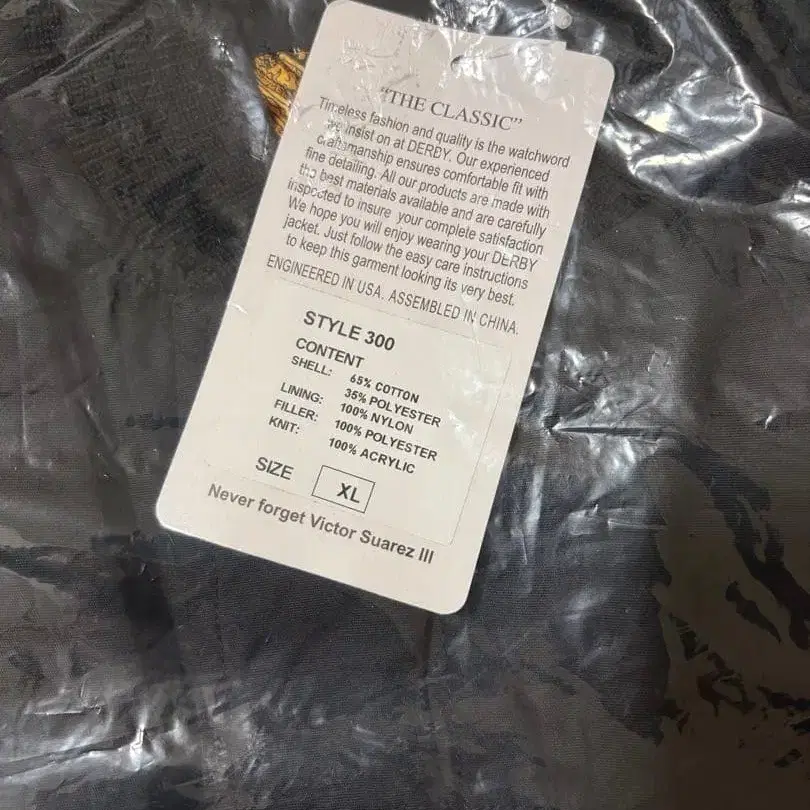 "THE CLASSIC"
Timeless fashion and quality is the watchword
we insist on at DERBY. Our experienced
craftsmanship ensures comfortable fit with
fine detailing. All our products are made with
the best materials available and are carefully
inspected to insure your complete satisfaction
We hope you will enjoy wearing your DERBY
jacket. Just follow the easy care instructions
to keep this garment looking its very best.
ENGINEERED IN USA. ASSEMBLED IN CHINA.
STYLE 300
CONTENT
SHELL: 65% COTTON
35% POLYESTER
LINING: 100% NYLON
FILLER: 100% POLYESTER
KNIT: 100% ACRYLIC
SIZE XL
Never forget Victor Suarez III